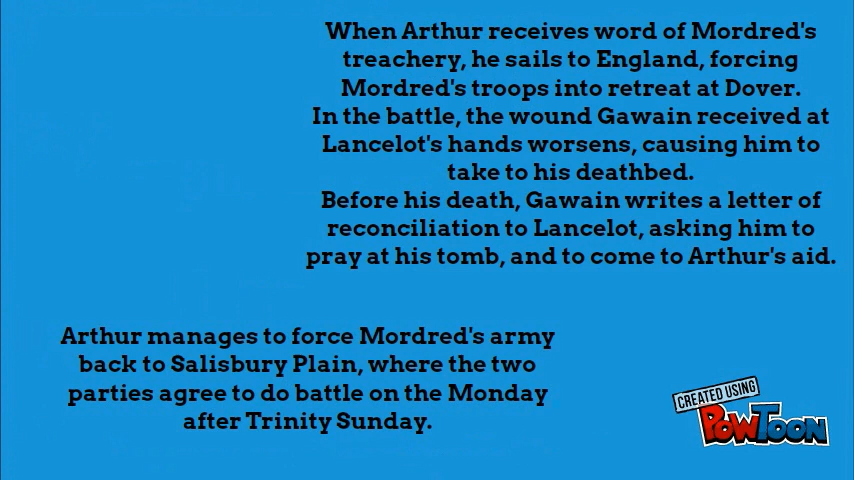 When Arthur receives word of Mordred's
treachery, he sails to England, forcing
Mordred's troops into retreat at Dover.
In the battle, the wound Gawain received at
Lancelot's hands worsens, causing him to
take to his deathbed.
Before his death, Gawain writes a letter of
reconciliation to Lancelot, asking him to
pray at his tomb, and to come to Arthur's aid.
Arthur manages to force Mordred's army
back to Salisbury Plain, where the two
parties agree to do battle on the Monday
after Trinity Sunday.
CREATED USING
POWTOON